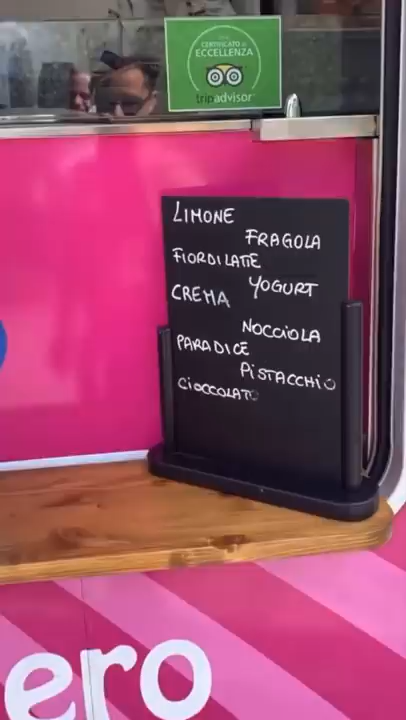 CERTIFICATO di
ECCELLENZA
tripadvisor
LIMONE
FRAGOLA
FIORDILATTE
YOGURT
CREMA
NOCCIOLA
PARADICE
PISTACCHIO
CIOCCOLATO
ero